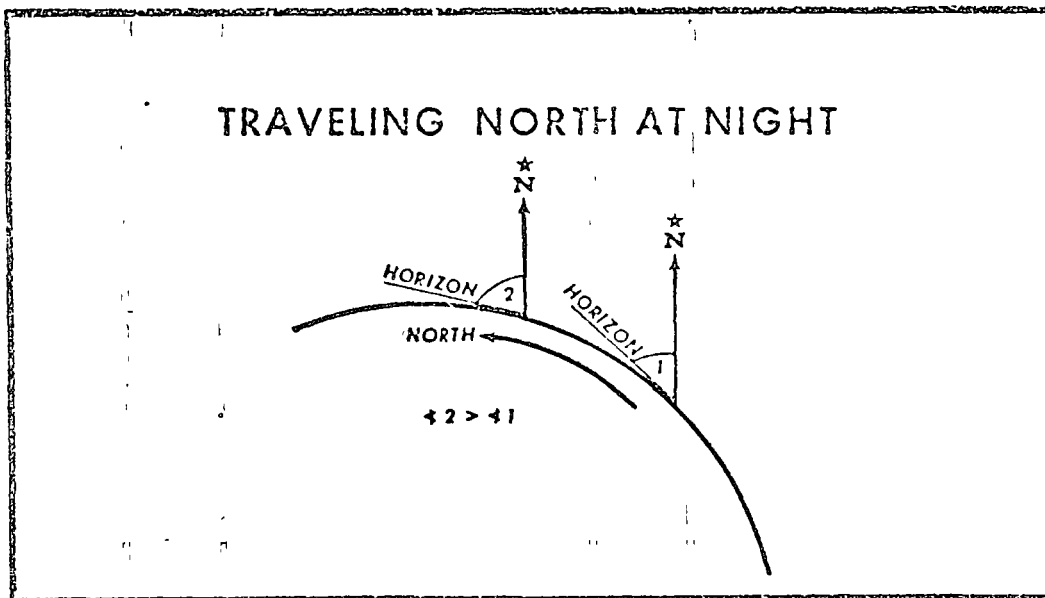 TRAVELING NORTH AT NIGHT
☆
N
☆
N
HORIZON
2
HORIZON
1
NORTH
∢ 2 > ∢ 1